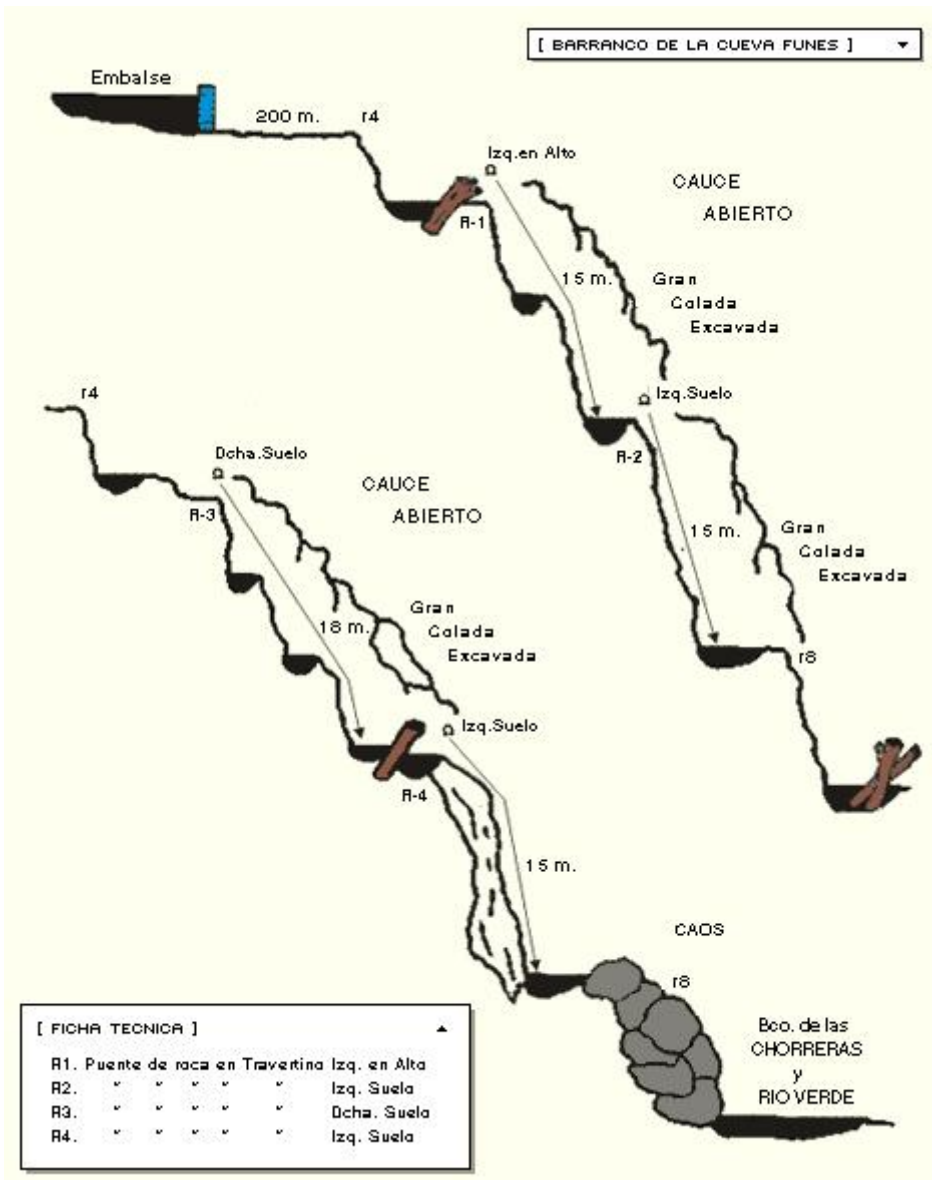 [ BARRANCO DE LA CUEVA FUNES ]
Embalse
200 m.
r4
Izq.en Alto
CAUCE
ABIERTO
R-1
15 m.
Gran
Colada
Excavada
Izq.Suelo
R-2
15 m.
Gran
Colada
Excavada
r8
r4
Dcha.Suelo
CAUCE
ABIERTO
R-3
18 m.
Gran
Colada
Excavada
Izq.Suelo
R-4
15 m.
CAOS
r8
Bco. de las
CHORRERAS
y
RIO VERDE
[ FICHA TECNICA ]
R1. Puente de roca en Travertino Izq. en Alto
R2. " " " " " Izq. Suelo
R3. " " " " " Dcha. Suelo
R4. " " " " " Izq. Suelo